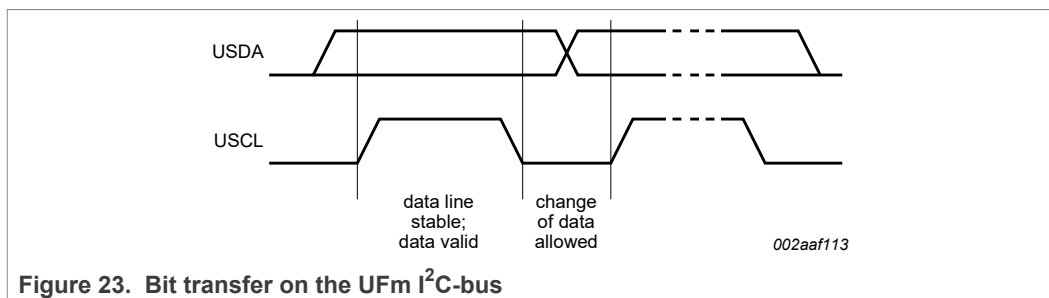 USDA
USCL
data line
stable;
data valid
change
of data
allowed
002aaf113
Figure 23. Bit transfer on the UFm I²C-bus